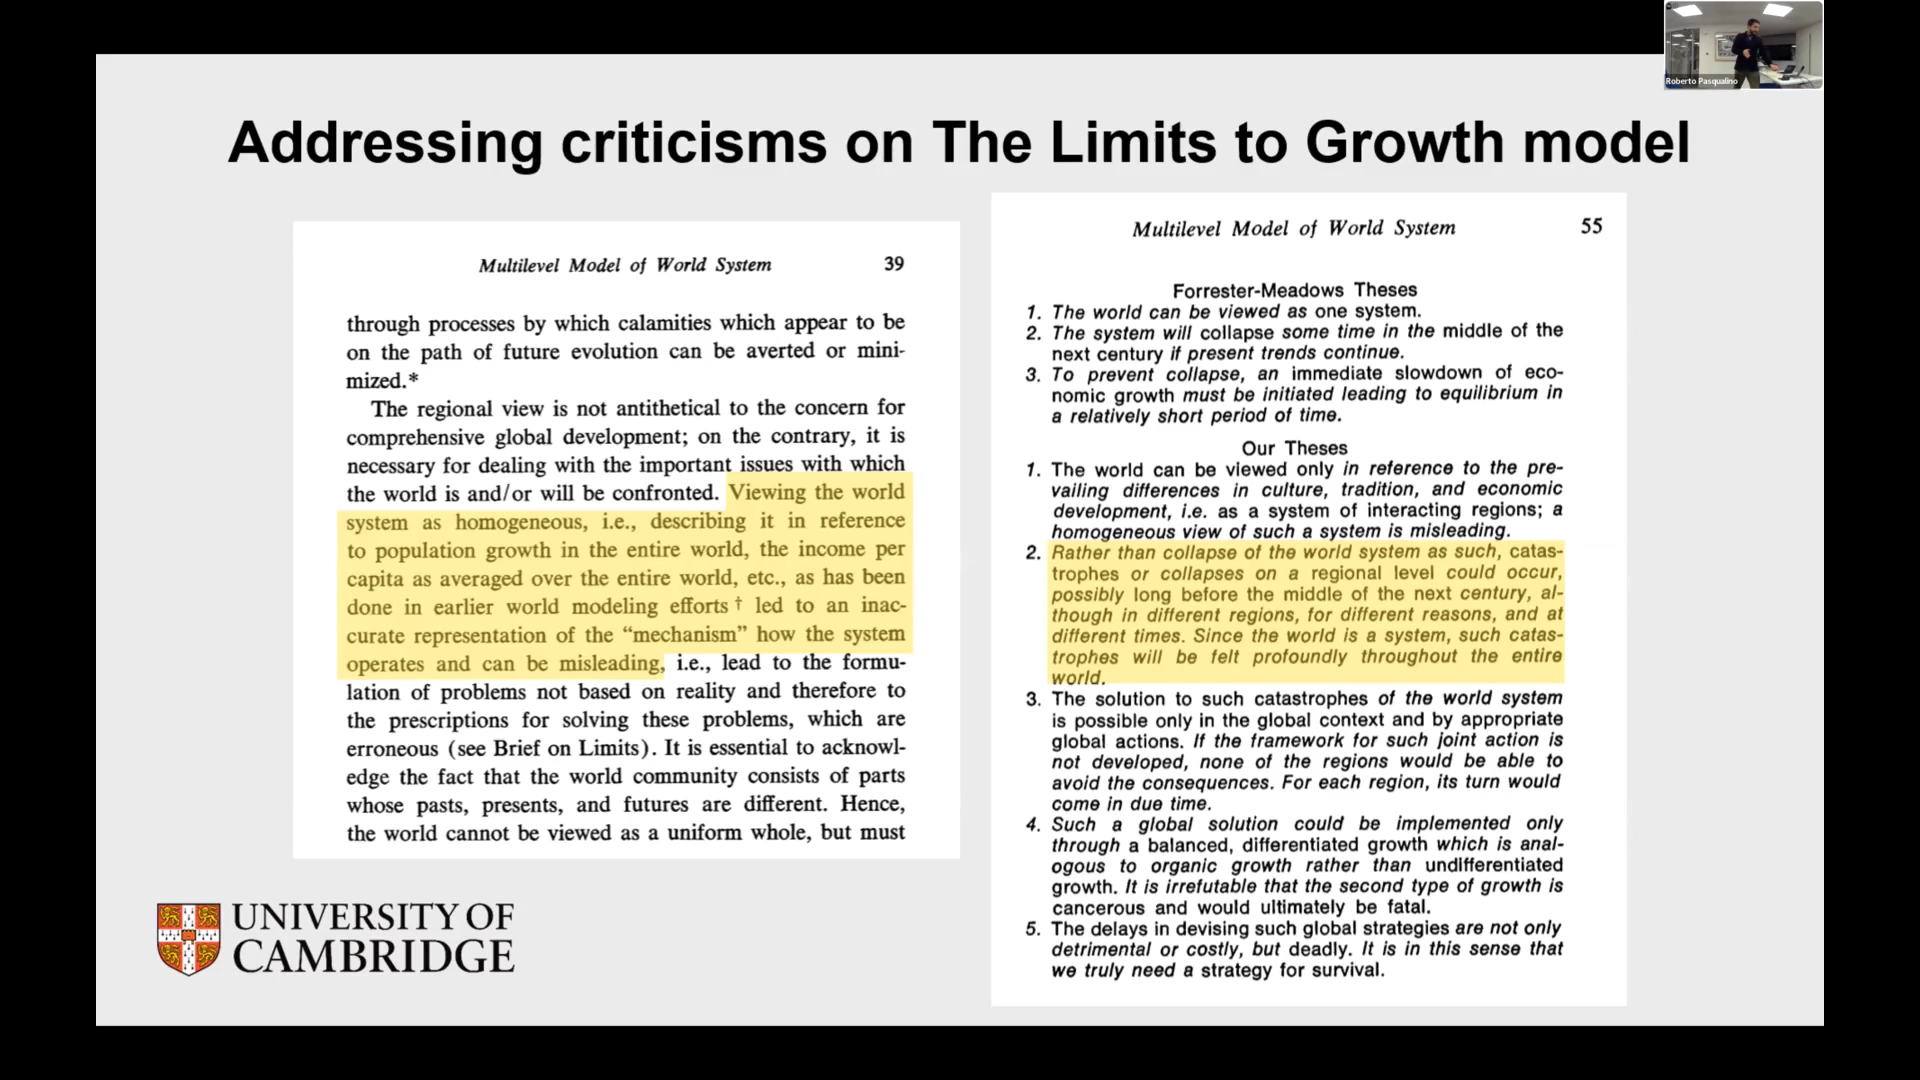 Roberto Pasqualino
Addressing criticisms on The Limits to Growth model
Multilevel Model of World System 39
through processes by which calamities which appear to be
on the path of future evolution can be averted or mini-
mized.*
The regional view is not antithetical to the concern for
comprehensive global development; on the contrary, it is
necessary for dealing with the important issues with which
the world is and/or will be confronted. Viewing the world
system as homogeneous, i.e., describing it in reference
to population growth in the entire world, the income per
capita as averaged over the entire world, etc., as has been
done in earlier world modeling efforts † led to an inac-
curate representation of the “mechanism” how the system
operates and can be misleading, i.e., lead to the formu-
lation of problems not based on reality and therefore to
the prescriptions for solving these problems, which are
erroneous (see Brief on Limits). It is essential to acknowl-
edge the fact that the world community consists of parts
whose pasts, presents, and futures are different. Hence,
the world cannot be viewed as a uniform whole, but must
Multilevel Model of World System 55
Forrester-Meadows Theses
1. The world can be viewed as one system.
2. The system will collapse some time in the middle of the
next century if present trends continue.
3. To prevent collapse, an immediate slowdown of eco-
nomic growth must be initiated leading to equilibrium in
a relatively short period of time.
Our Theses
1. The world can be viewed only in reference to the pre-
vailing differences in culture, tradition, and economic
development, i.e. as a system of interacting regions; a
homogeneous view of such a system is misleading.
2. Rather than collapse of the world system as such, catas-
trophes or collapses on a regional level could occur,
possibly long before the middle of the next century, al-
though in different regions, for different reasons, and at
different times. Since the world is a system, such catas-
trophes will be felt profoundly throughout the entire
world.
3. The solution to such catastrophes of the world system
is possible only in the global context and by appropriate
global actions. If the framework for such joint action is
not developed, none of the regions would be able to
avoid the consequences. For each region, its turn would
come in due time.
4. Such a global solution could be implemented only
through a balanced, differentiated growth which is anal-
ogous to organic growth rather than undifferentiated
growth. It is irrefutable that the second type of growth is
cancerous and would ultimately be fatal.
5. The delays in devising such global strategies are not only
detrimental or costly, but deadly. It is in this sense that
we truly need a strategy for survival.
UNIVERSITY OF
CAMBRIDGE